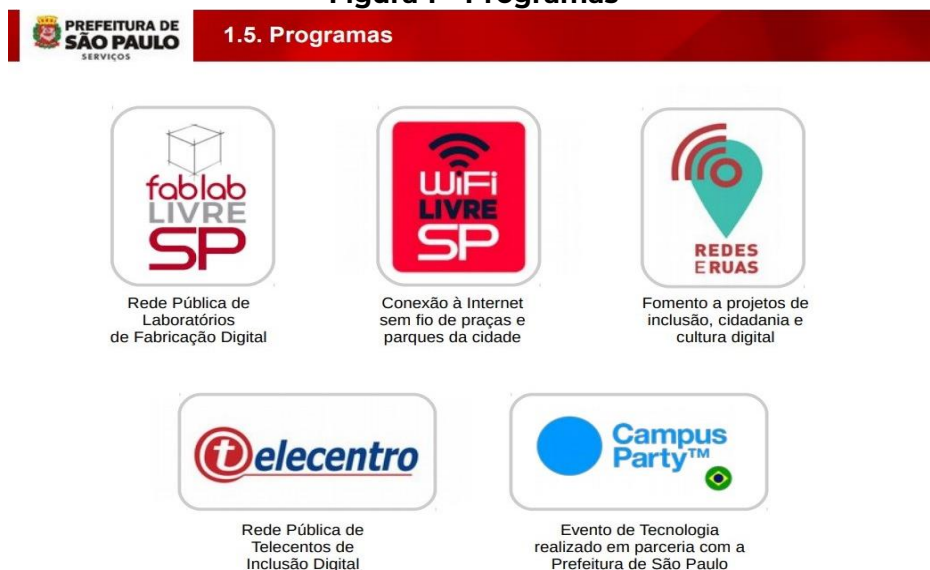 PREFEITURA DE
SÃO PAULO
SERVIÇOS
1.5. Programas
fablab
LIVRE
SP
WiFi
LIVRE
SP
REDES
E RUAS
Rede Pública de
Laboratórios
de Fabricação Digital
Conexão à Internet
sem fio de praças e
parques da cidade
Fomento a projetos de
inclusão, cidadania e
cultura digital
telecentro
Campus
Party™
Rede Pública de
Telecentos de
Inclusão Digital
Evento de Tecnologia
realizado em parceria com a
Prefeitura de São Paulo